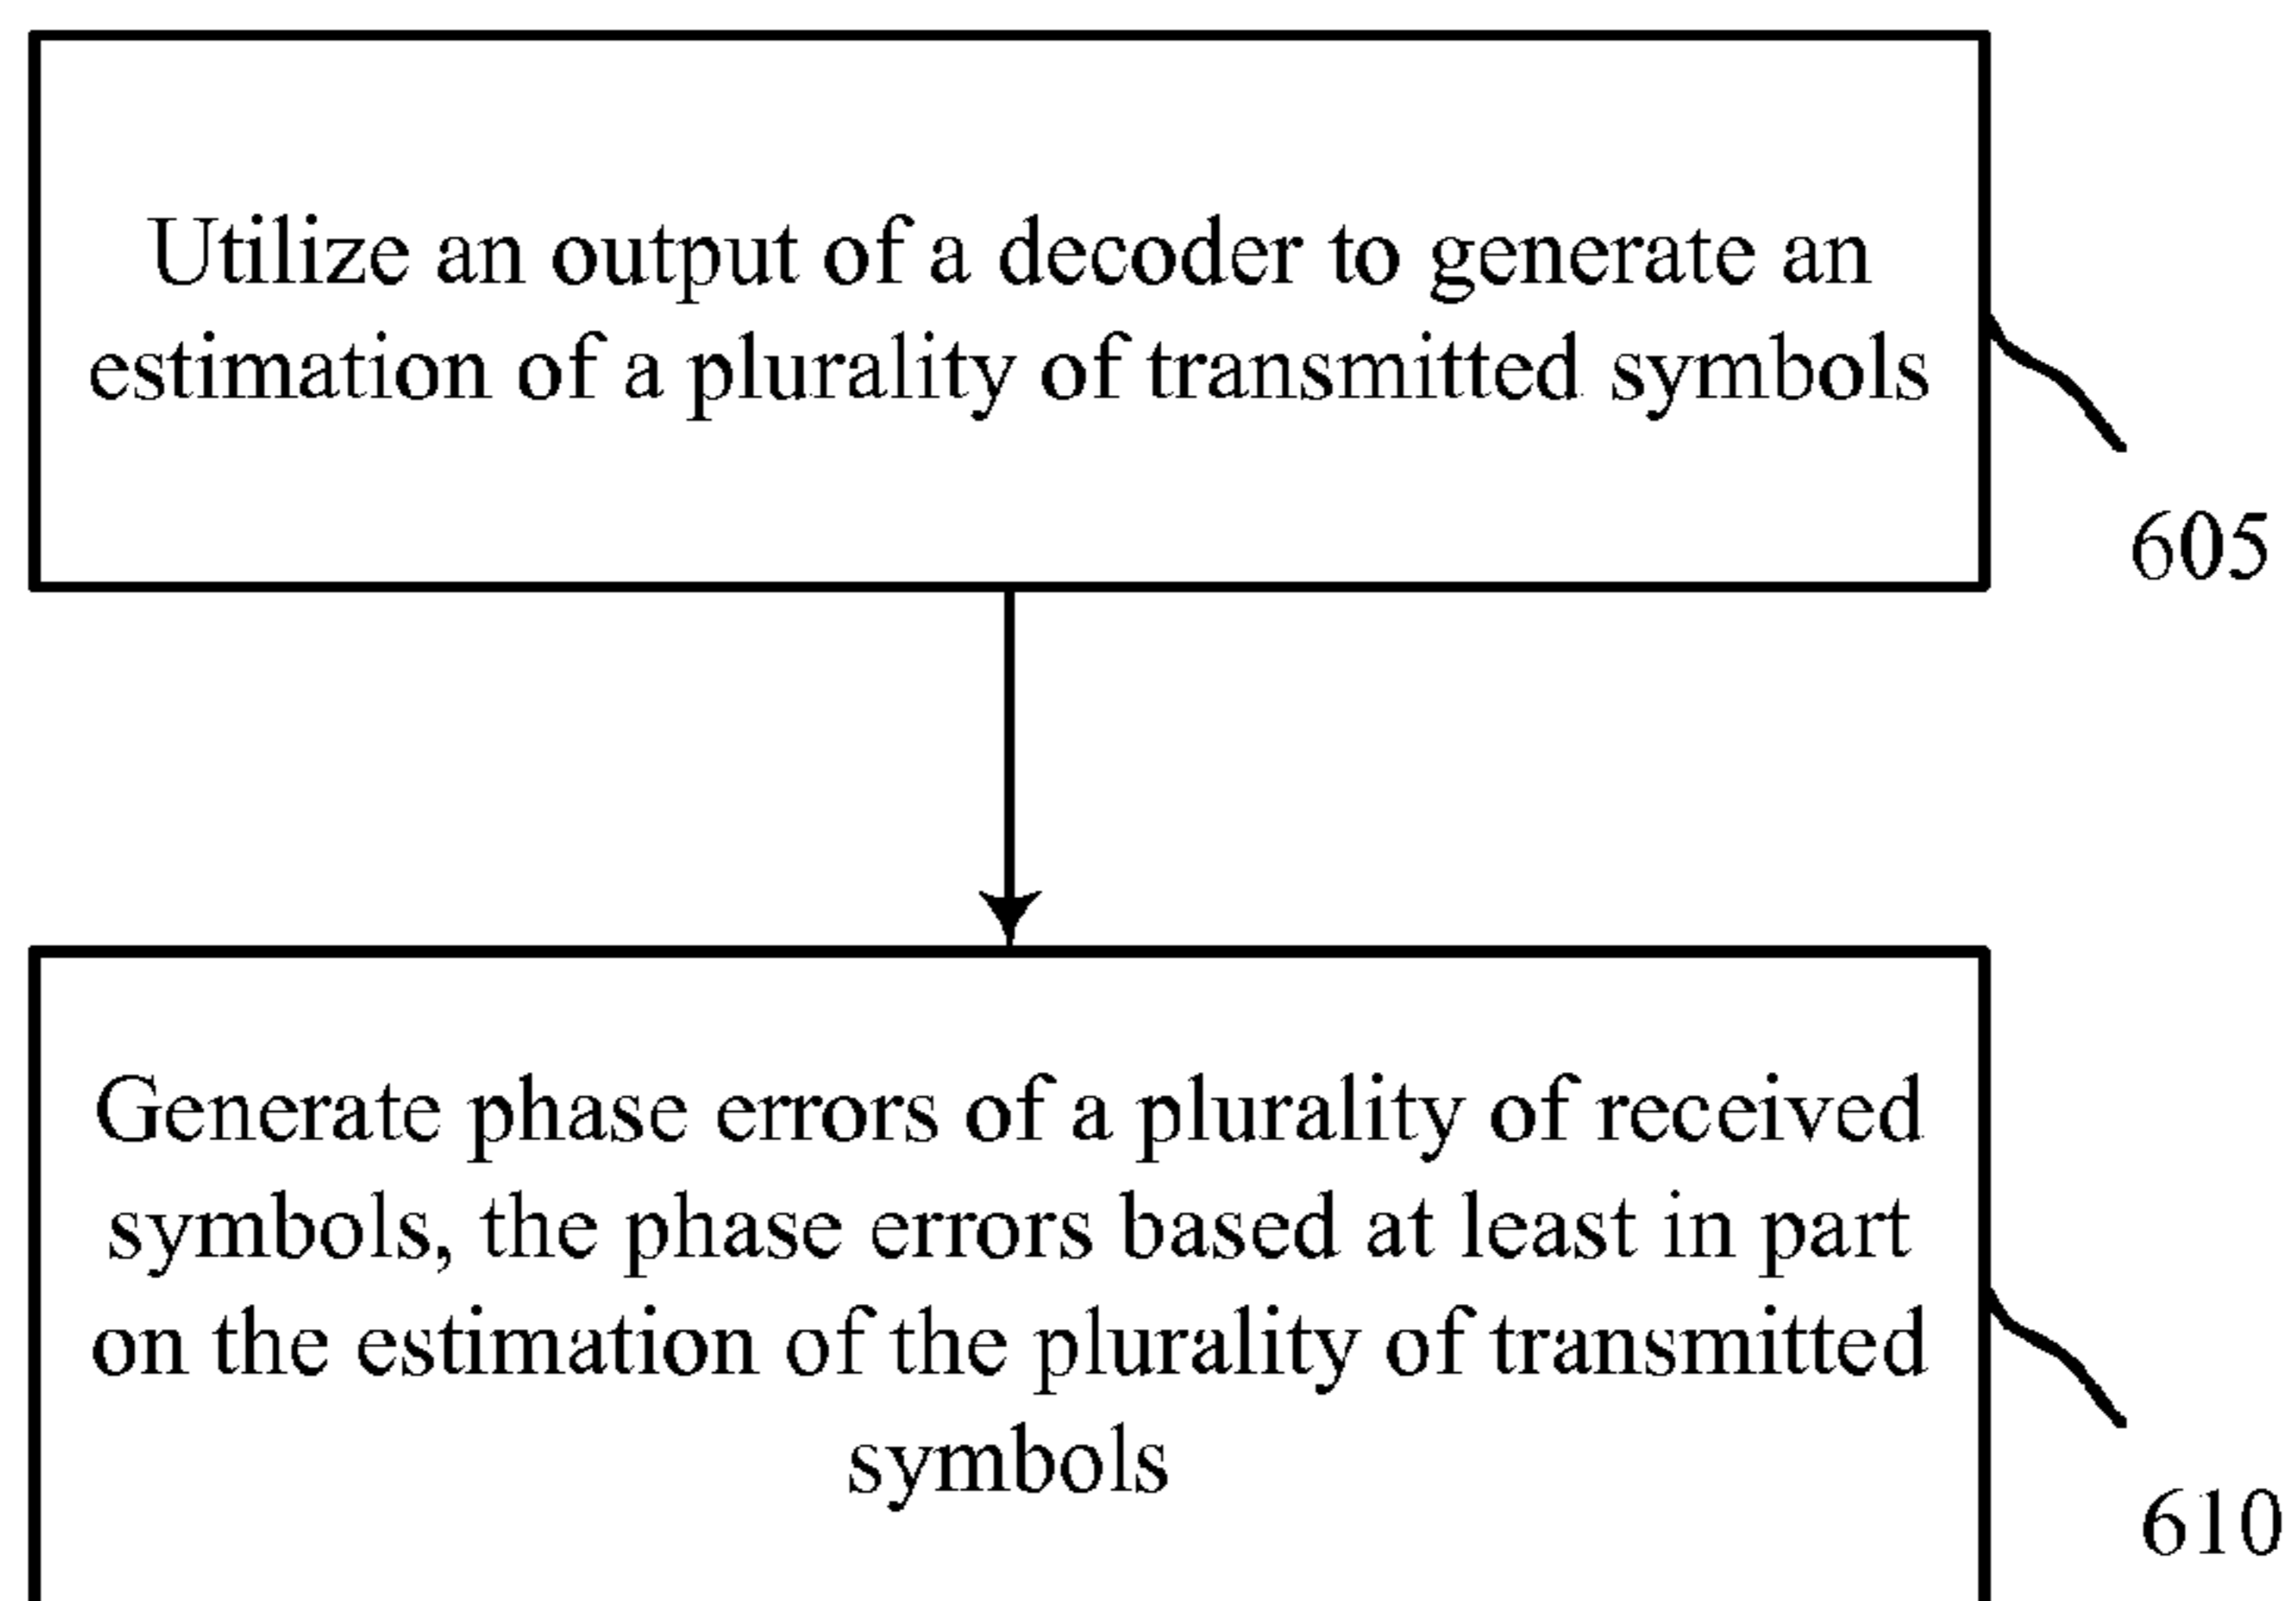 Utilize an output of a decoder to generate an
estimation of a plurality of transmitted symbols
605
Generate phase errors of a plurality of received
symbols, the phase errors based at least in part
on the estimation of the plurality of transmitted
symbols
610